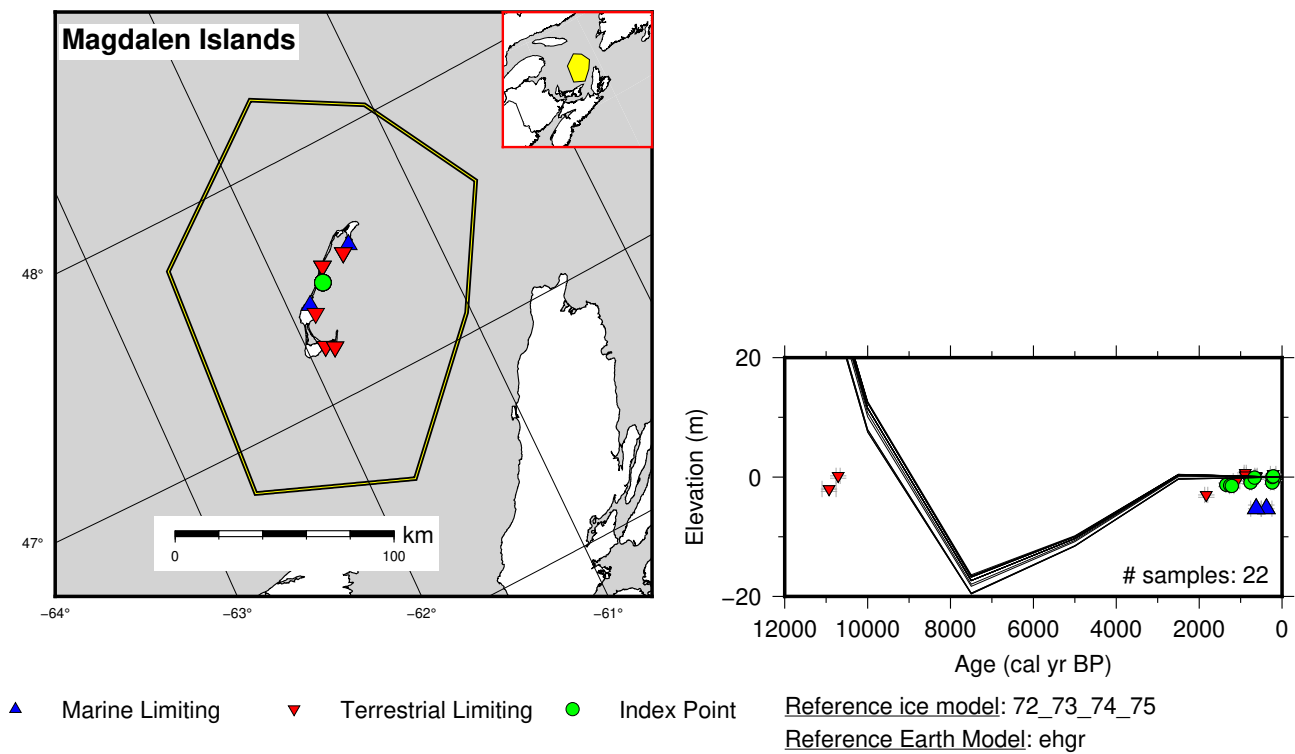 Magdalen Islands
48°
47°
−64°
−63°
−62°
−61°
km
0
100
20
0
−20
Elevation (m)
# samples: 22
12000
10000
8000
6000
4000
2000
0
Age (cal yr BP)
Marine Limiting
Terrestrial Limiting
Index Point
Reference ice model: 72_73_74_75
Reference Earth Model: ehgr